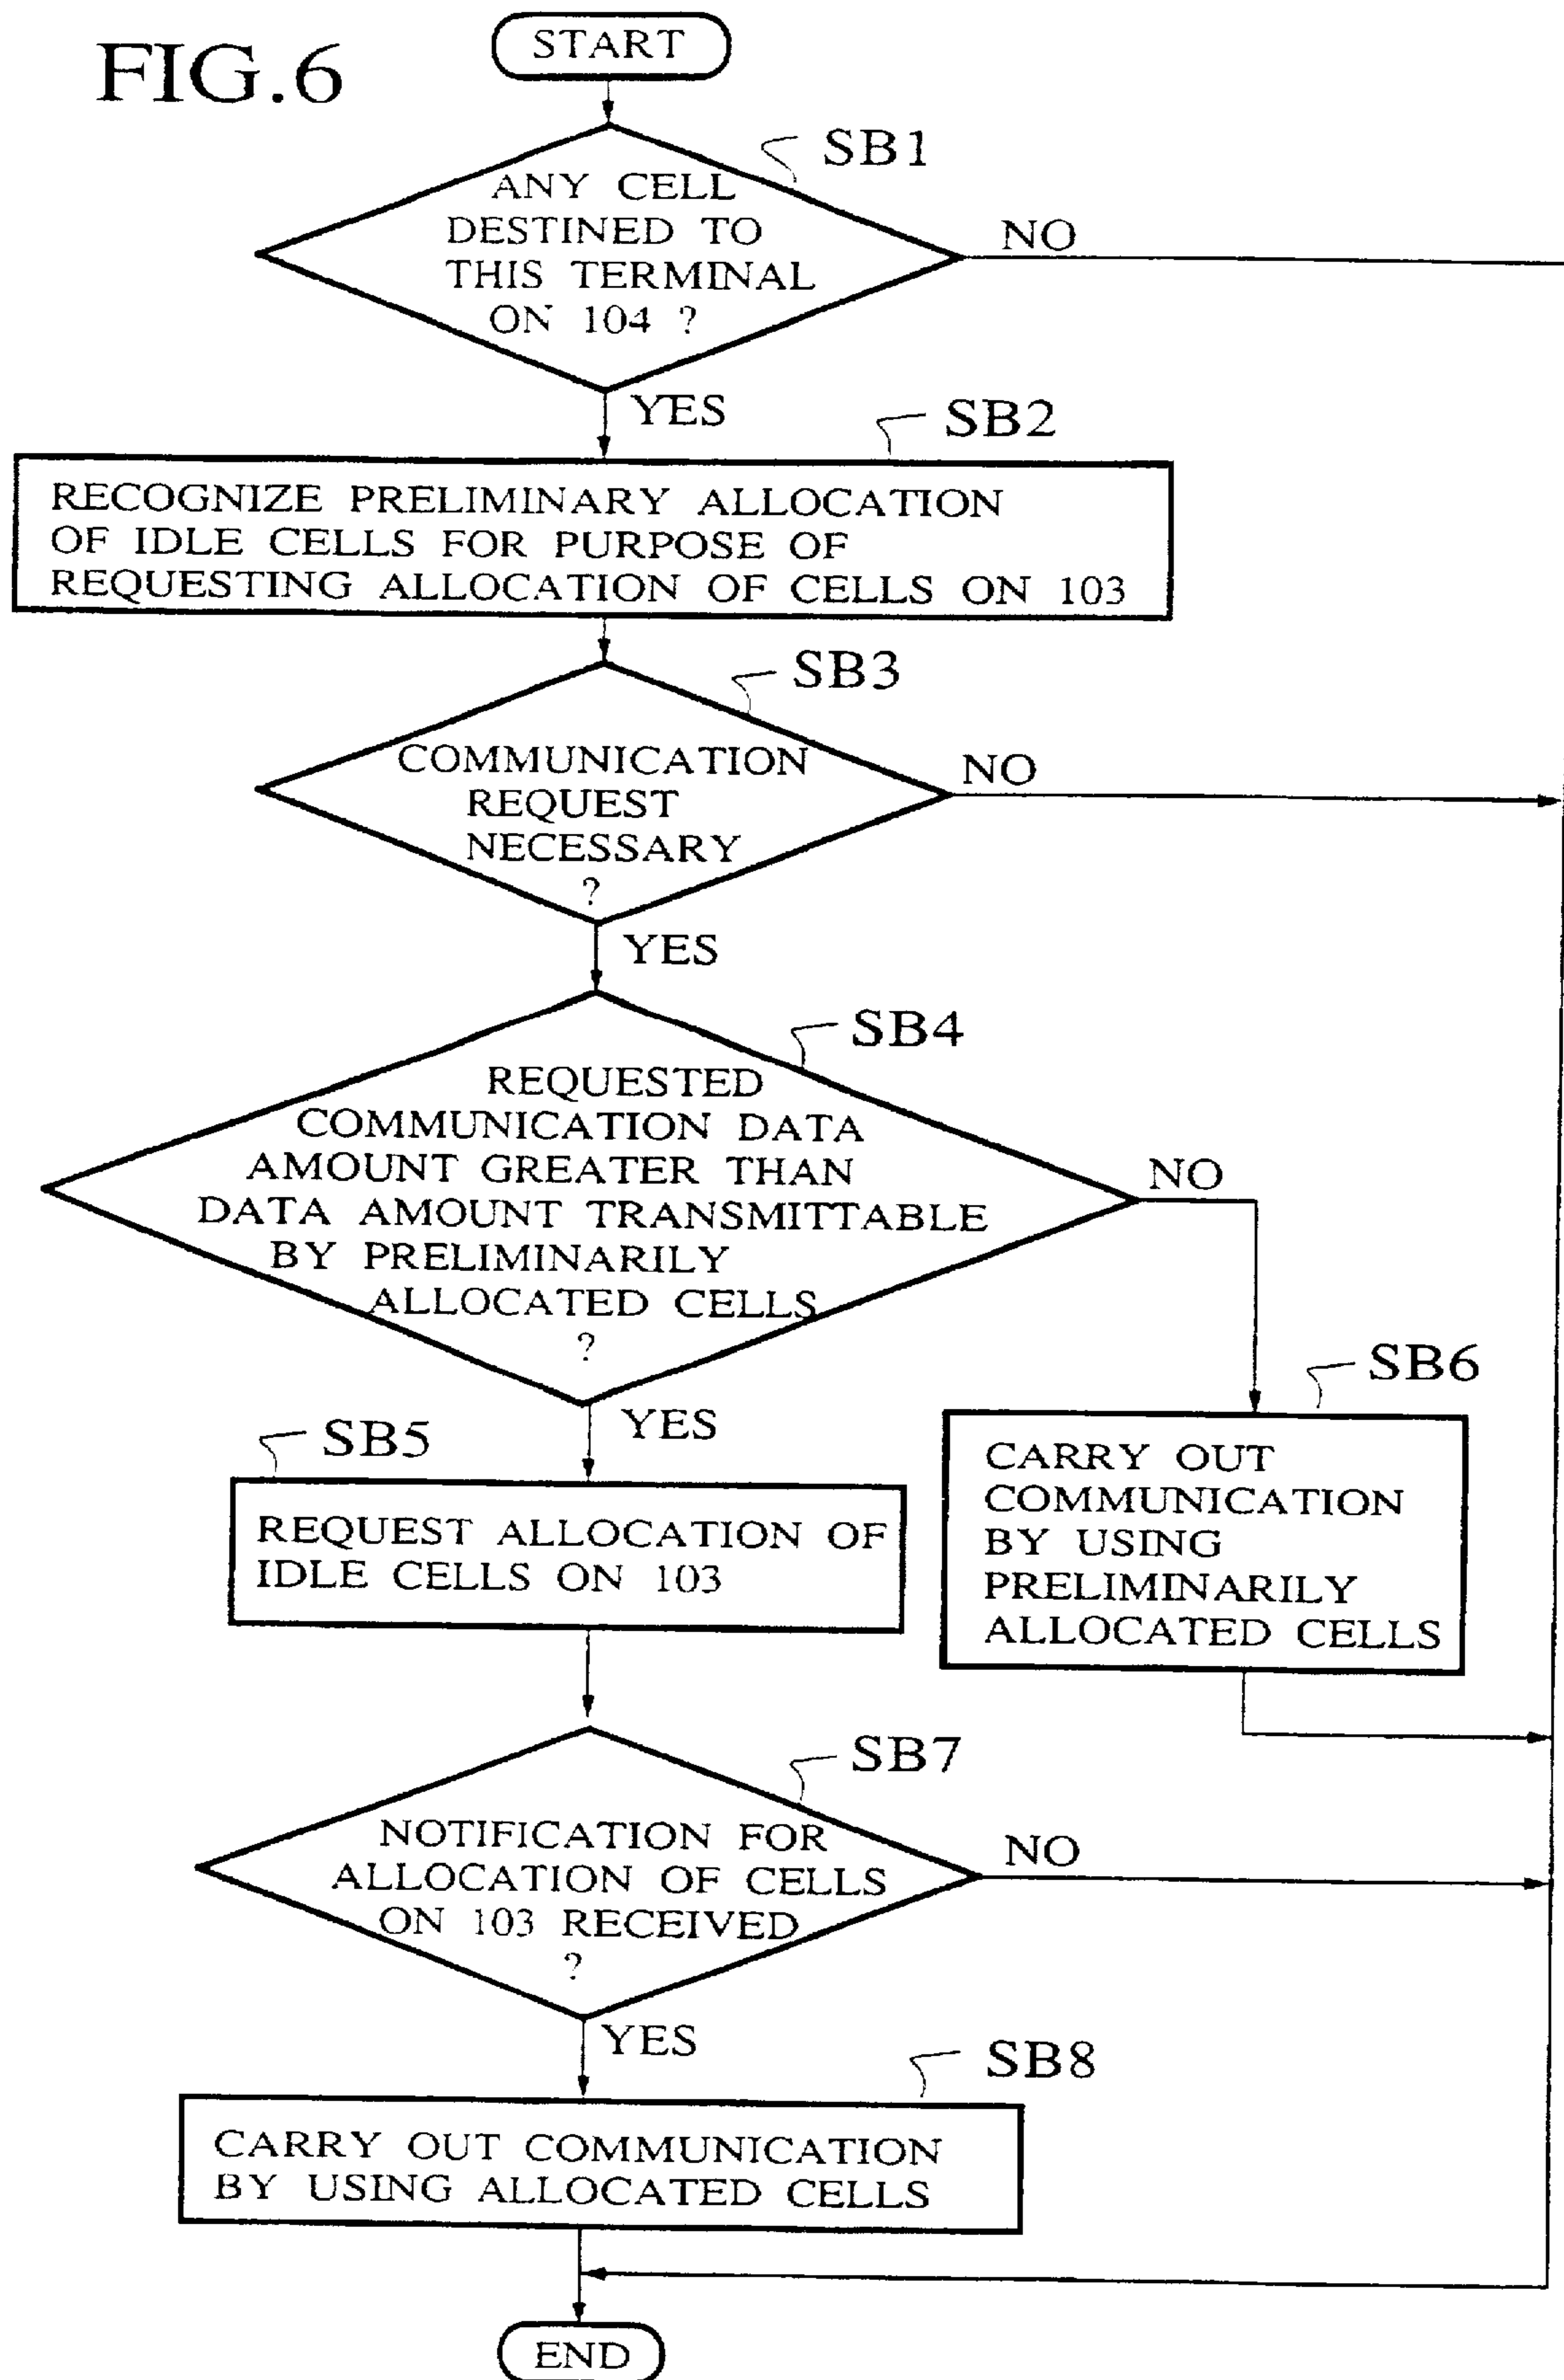 FIG.6
START
SB1
ANY CELL
DESTINED TO
THIS TERMINAL
ON 104 ?
NO
YES
SB2
RECOGNIZE PRELIMINARY ALLOCATION
OF IDLE CELLS FOR PURPOSE OF
REQUESTING ALLOCATION OF CELLS ON 103
SB3
COMMUNICATION
REQUEST
NECESSARY
?
NO
YES
SB4
REQUESTED
COMMUNICATION DATA
AMOUNT GREATER THAN
DATA AMOUNT TRANSMITTABLE
BY PRELIMINARILY
ALLOCATED CELLS
?
NO
YES
SB5
REQUEST ALLOCATION OF
IDLE CELLS ON 103
SB6
CARRY OUT
COMMUNICATION
BY USING
PRELIMINARILY
ALLOCATED CELLS
SB7
NOTIFICATION FOR
ALLOCATION OF CELLS
ON 103 RECEIVED
?
NO
YES
SB8
CARRY OUT COMMUNICATION
BY USING ALLOCATED CELLS
END